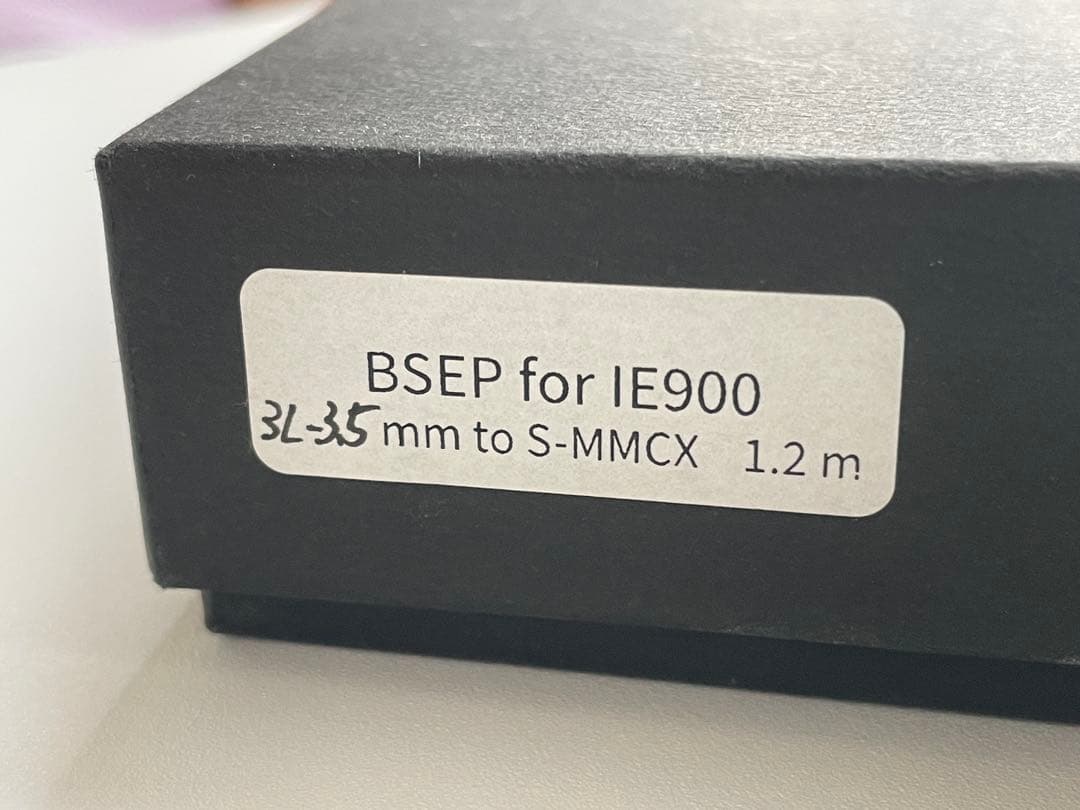 BSEP for IE900
3L-3.5 mm to S-MMCX 1.2 m